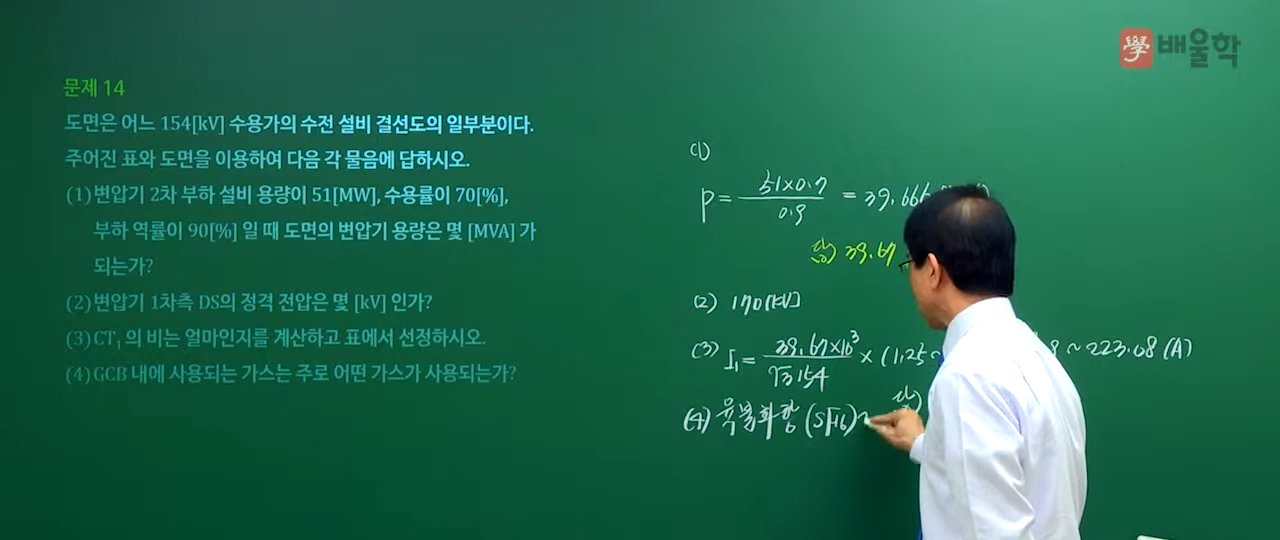 學 배울학
문제 14
도면은 어느 154[kV] 수용가의 수전 설비 결선도의 일부분이다.
주어진 표와 도면을 이용하여 다음 각 물음에 답하시오.
(1) 변압기 2차 부하 설비 용량이 51[MW], 수용률이 70[%],
부하 역률이 90[%] 일 때 도면의 변압기 용량은 몇 [MVA] 가
되는가?
(2) 변압기 1차측 DS의 정격 전압은 몇 [kV] 인가?
(3) CT₁ 의 비는 얼마인지를 계산하고 표에서 선정하시오.
(4) GCB 내에 사용되는 가스는 주로 어떤 가스가 사용되는가?
(1)
P = 51×0.7 / 0.9 = 39.666
답) 39.67
(2) 170[kV]
(3) I₁ = 39.67×10³ / √3 154 × (1.25~ 8 ~ 223.08 (A)
답)
(4) 육불화황 (SF6)